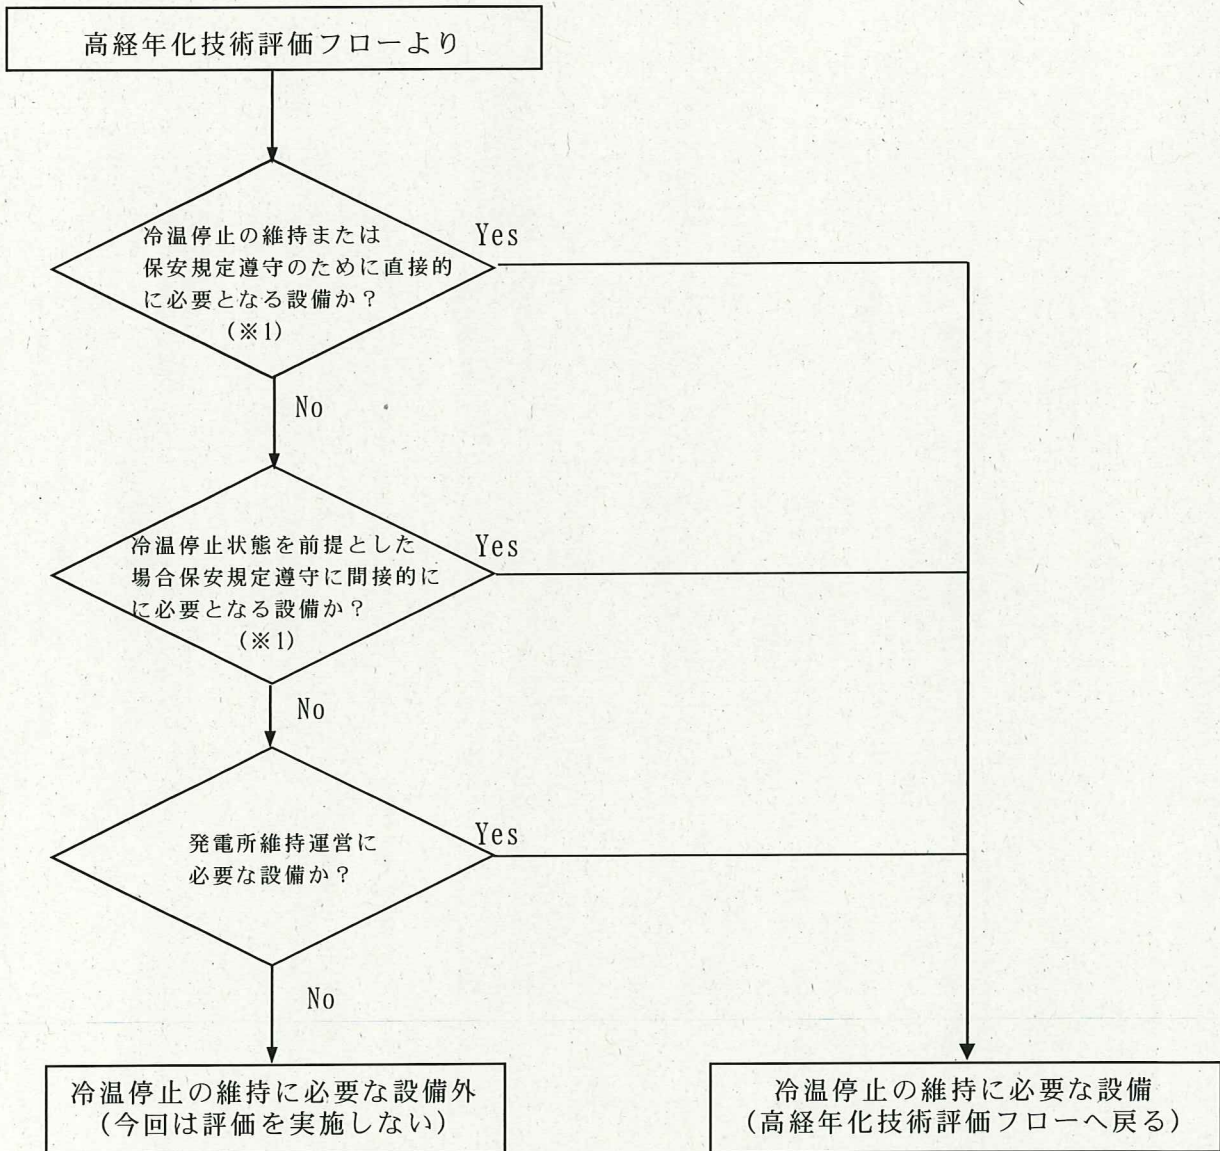 高経年化技術評価フローより
冷温停止の維持または
保安規定遵守のために直接的
に必要となる設備か？
(※1)
Yes
No
冷温停止状態を前提とした
場合保安規定遵守に間接的に
に必要となる設備か？
(※1)
Yes
No
発電所維持運営に
必要な設備か？
Yes
No
冷温停止の維持に必要な設備外
(今回は評価を実施しない)
冷温停止の維持に必要な設備
(高経年化技術評価フローへ戻る)